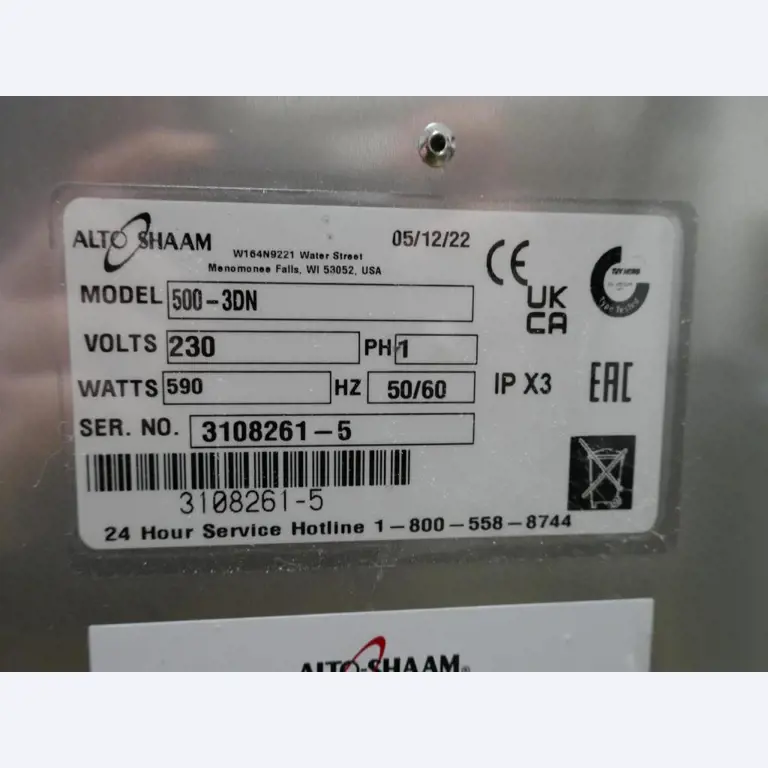 ALTO SHAAM
W164N9221 Water Street
Menomonee Falls, WI 53052, USA
05/12/22
CE
UK
CA
type tested
MODEL 500-3DN
VOLTS 230 PH 1
WATTS 590 HZ 50/60 IP X3 EAC
SER. NO. 3108261-5
3108261-5
24 Hour Service Hotline 1-800-558-8744
ALTO-SHAAM®